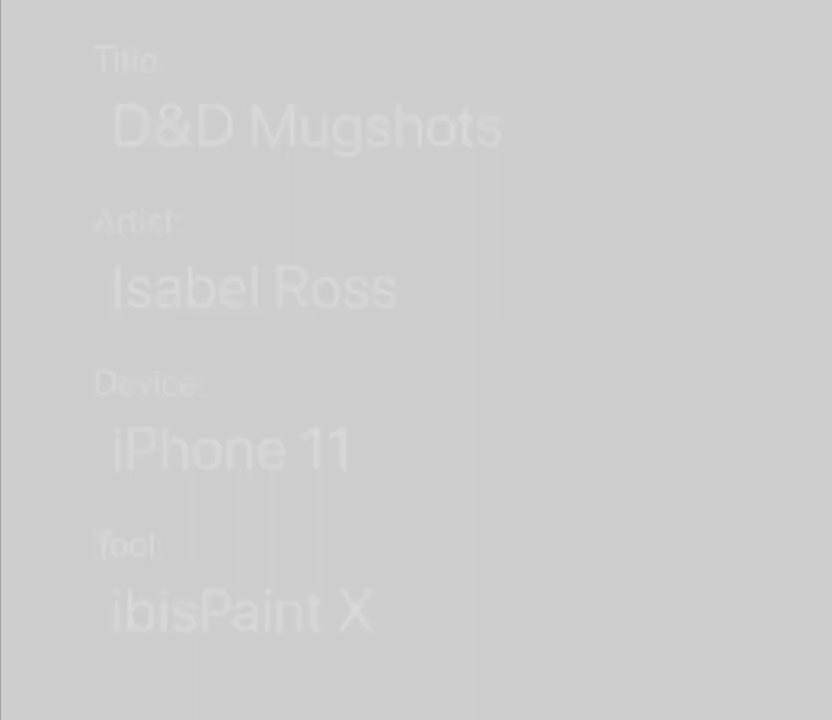 Title:
D&D Mugshots
Artist:
Isabel Ross
Device:
iPhone 11
Tool:
ibisPaint X